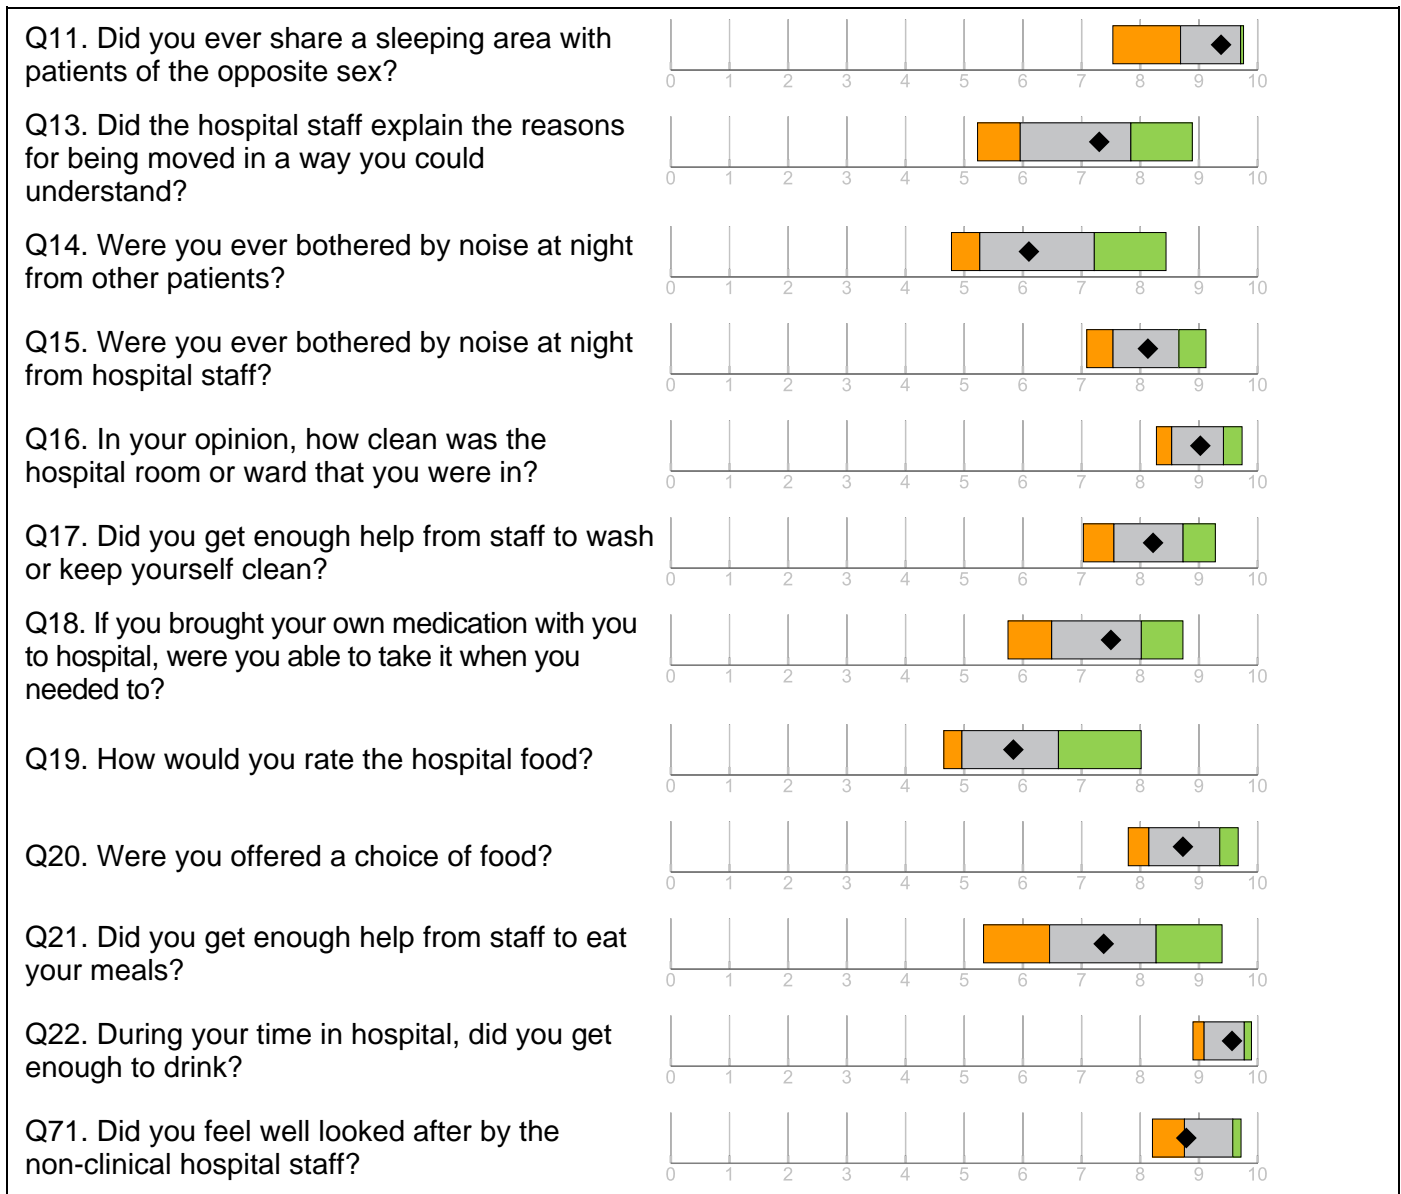 Q11. Did you ever share a sleeping area with
patients of the opposite sex?
0 1 2 3 4 5 6 7 8 9 10
Q13. Did the hospital staff explain the reasons
for being moved in a way you could
understand?
0 1 2 3 4 5 6 7 8 9 10
Q14. Were you ever bothered by noise at night
from other patients?
0 1 2 3 4 5 6 7 8 9 10
Q15. Were you ever bothered by noise at night
from hospital staff?
0 1 2 3 4 5 6 7 8 9 10
Q16. In your opinion, how clean was the
hospital room or ward that you were in?
0 1 2 3 4 5 6 7 8 9 10
Q17. Did you get enough help from staff to wash
or keep yourself clean?
0 1 2 3 4 5 6 7 8 9 10
Q18. If you brought your own medication with you
to hospital, were you able to take it when you
needed to?
0 1 2 3 4 5 6 7 8 9 10
Q19. How would you rate the hospital food?
0 1 2 3 4 5 6 7 8 9 10
Q20. Were you offered a choice of food?
0 1 2 3 4 5 6 7 8 9 10
Q21. Did you get enough help from staff to eat
your meals?
0 1 2 3 4 5 6 7 8 9 10
Q22. During your time in hospital, did you get
enough to drink?
0 1 2 3 4 5 6 7 8 9 10
Q71. Did you feel well looked after by the
non-clinical hospital staff?
0 1 2 3 4 5 6 7 8 9 10